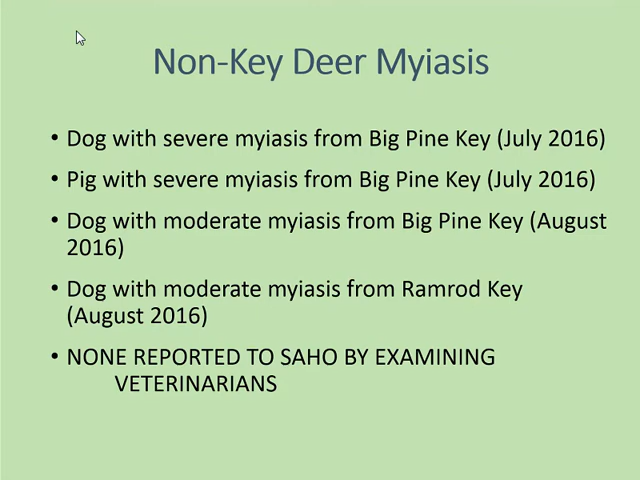 Non-Key Deer Myiasis
• Dog with severe myiasis from Big Pine Key (July 2016)
• Pig with severe myiasis from Big Pine Key (July 2016)
• Dog with moderate myiasis from Big Pine Key (August
2016)
• Dog with moderate myiasis from Ramrod Key
(August 2016)
• NONE REPORTED TO SAHO BY EXAMINING
VETERINARIANS